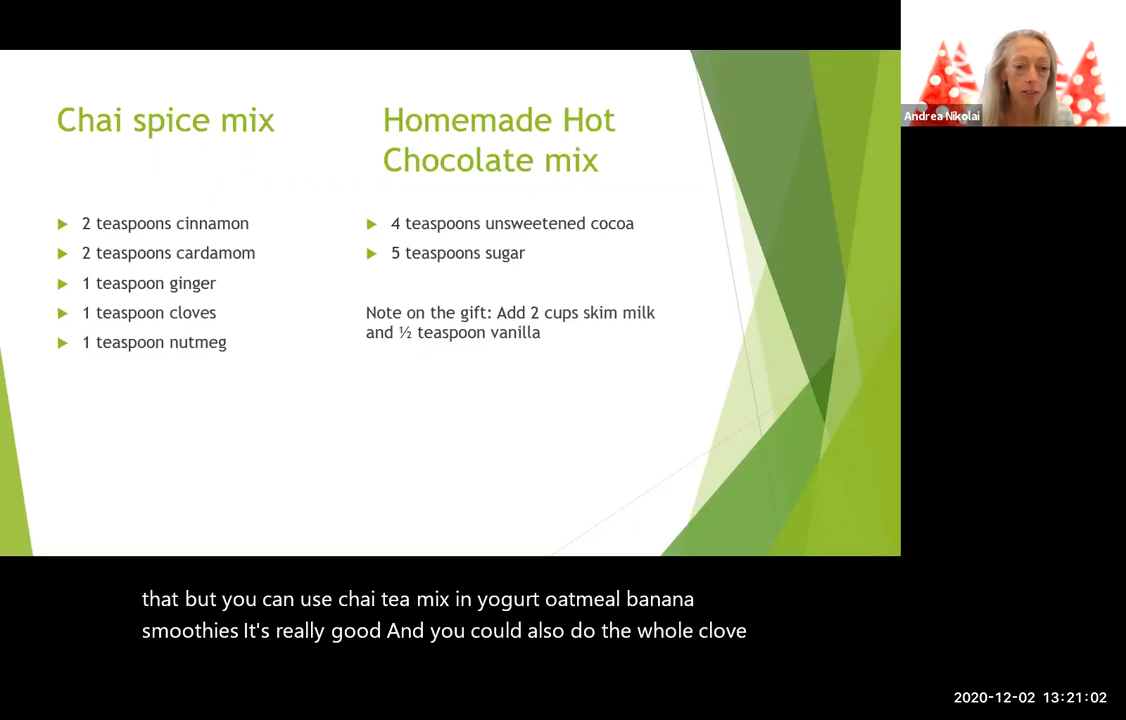 Chai spice mix
2 teaspoons cinnamon
2 teaspoons cardamom
1 teaspoon ginger
1 teaspoon cloves
1 teaspoon nutmeg
Homemade Hot
Chocolate mix
4 teaspoons unsweetened cocoa
5 teaspoons sugar
Note on the gift: Add 2 cups skim milk
and ½ teaspoon vanilla
Andrea Nikolai
that but you can use chai tea mix in yogurt oatmeal banana
smoothies It's really good And you could also do the whole clove
2020-12-02 13:21:02